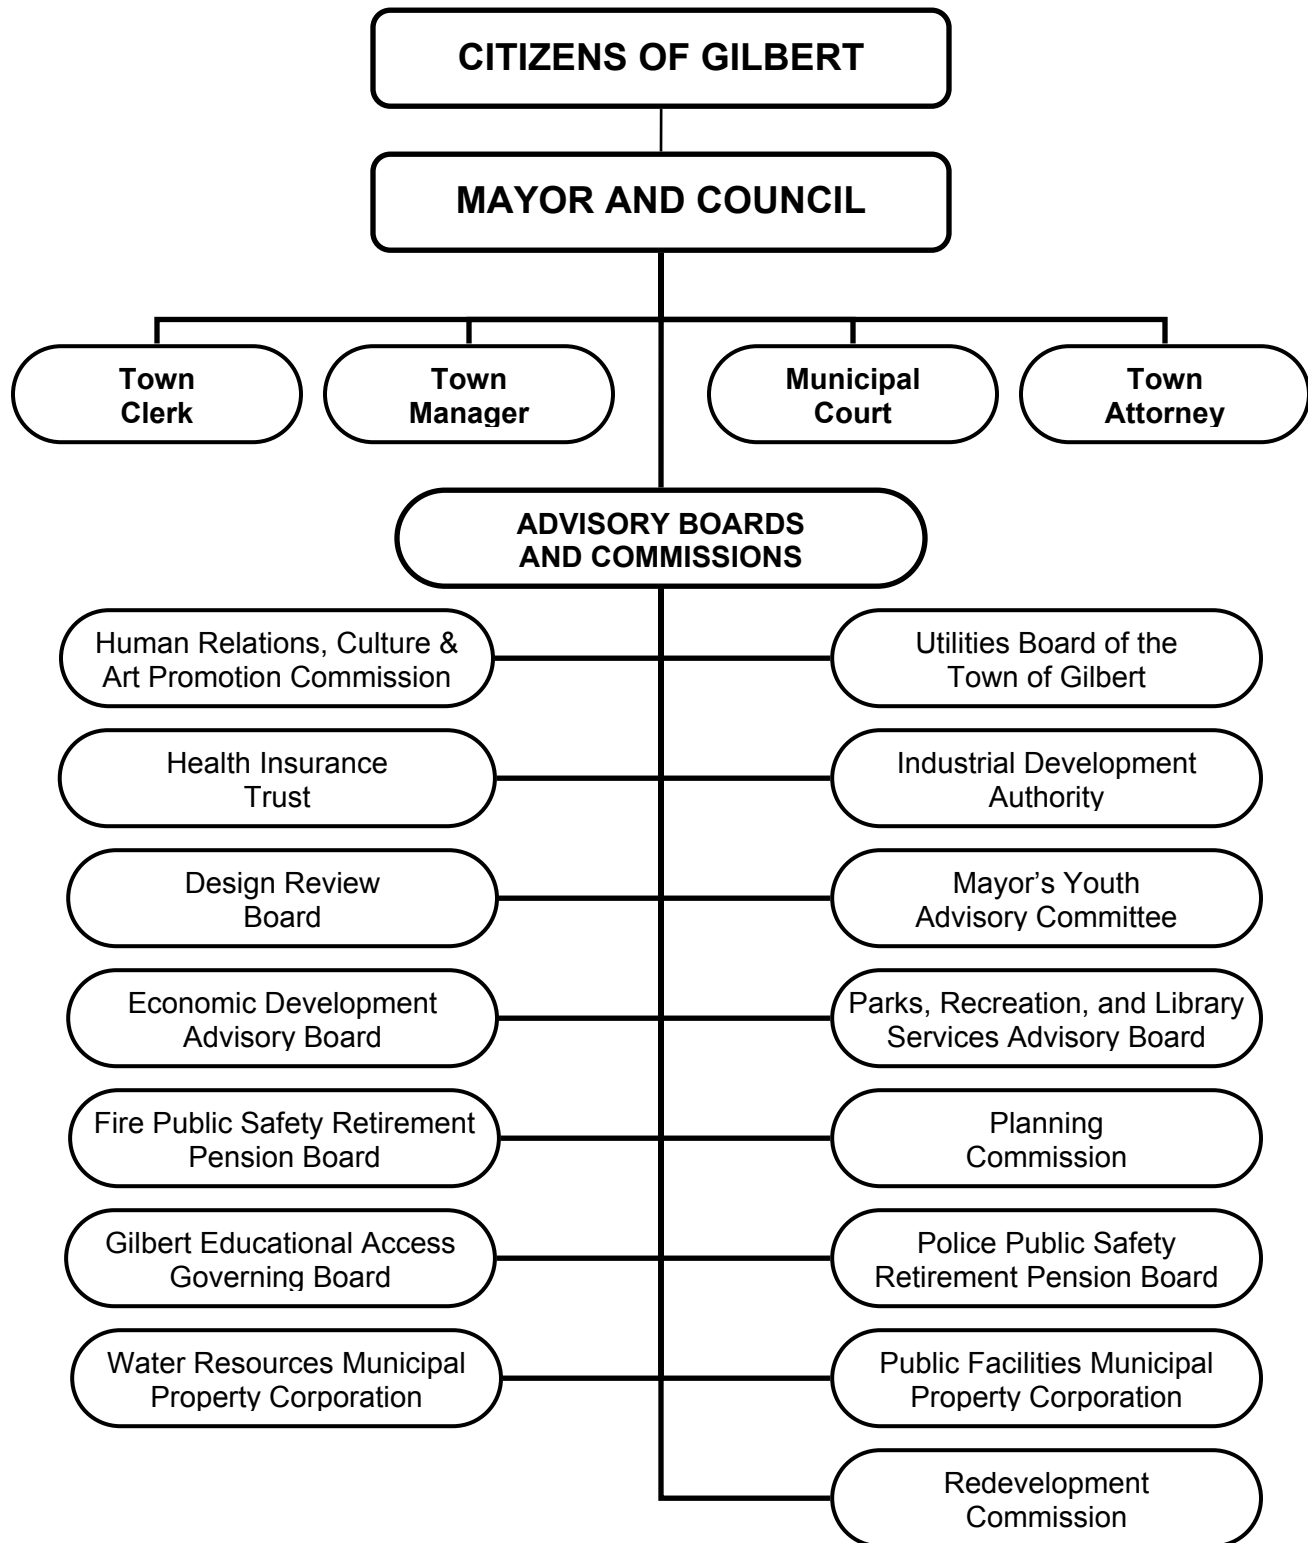 CITIZENS OF GILBERT
MAYOR AND COUNCIL
Town
Clerk
Town
Manager
Municipal
Court
Town
Attorney
ADVISORY BOARDS
AND COMMISSIONS
Human Relations, Culture &
Art Promotion Commission
Utilities Board of the
Town of Gilbert
Health Insurance
Trust
Industrial Development
Authority
Design Review
Board
Mayor’s Youth
Advisory Committee
Economic Development
Advisory Board
Parks, Recreation, and Library
Services Advisory Board
Fire Public Safety Retirement
Pension Board
Planning
Commission
Gilbert Educational Access
Governing Board
Police Public Safety
Retirement Pension Board
Water Resources Municipal
Property Corporation
Public Facilities Municipal
Property Corporation
Redevelopment
Commission